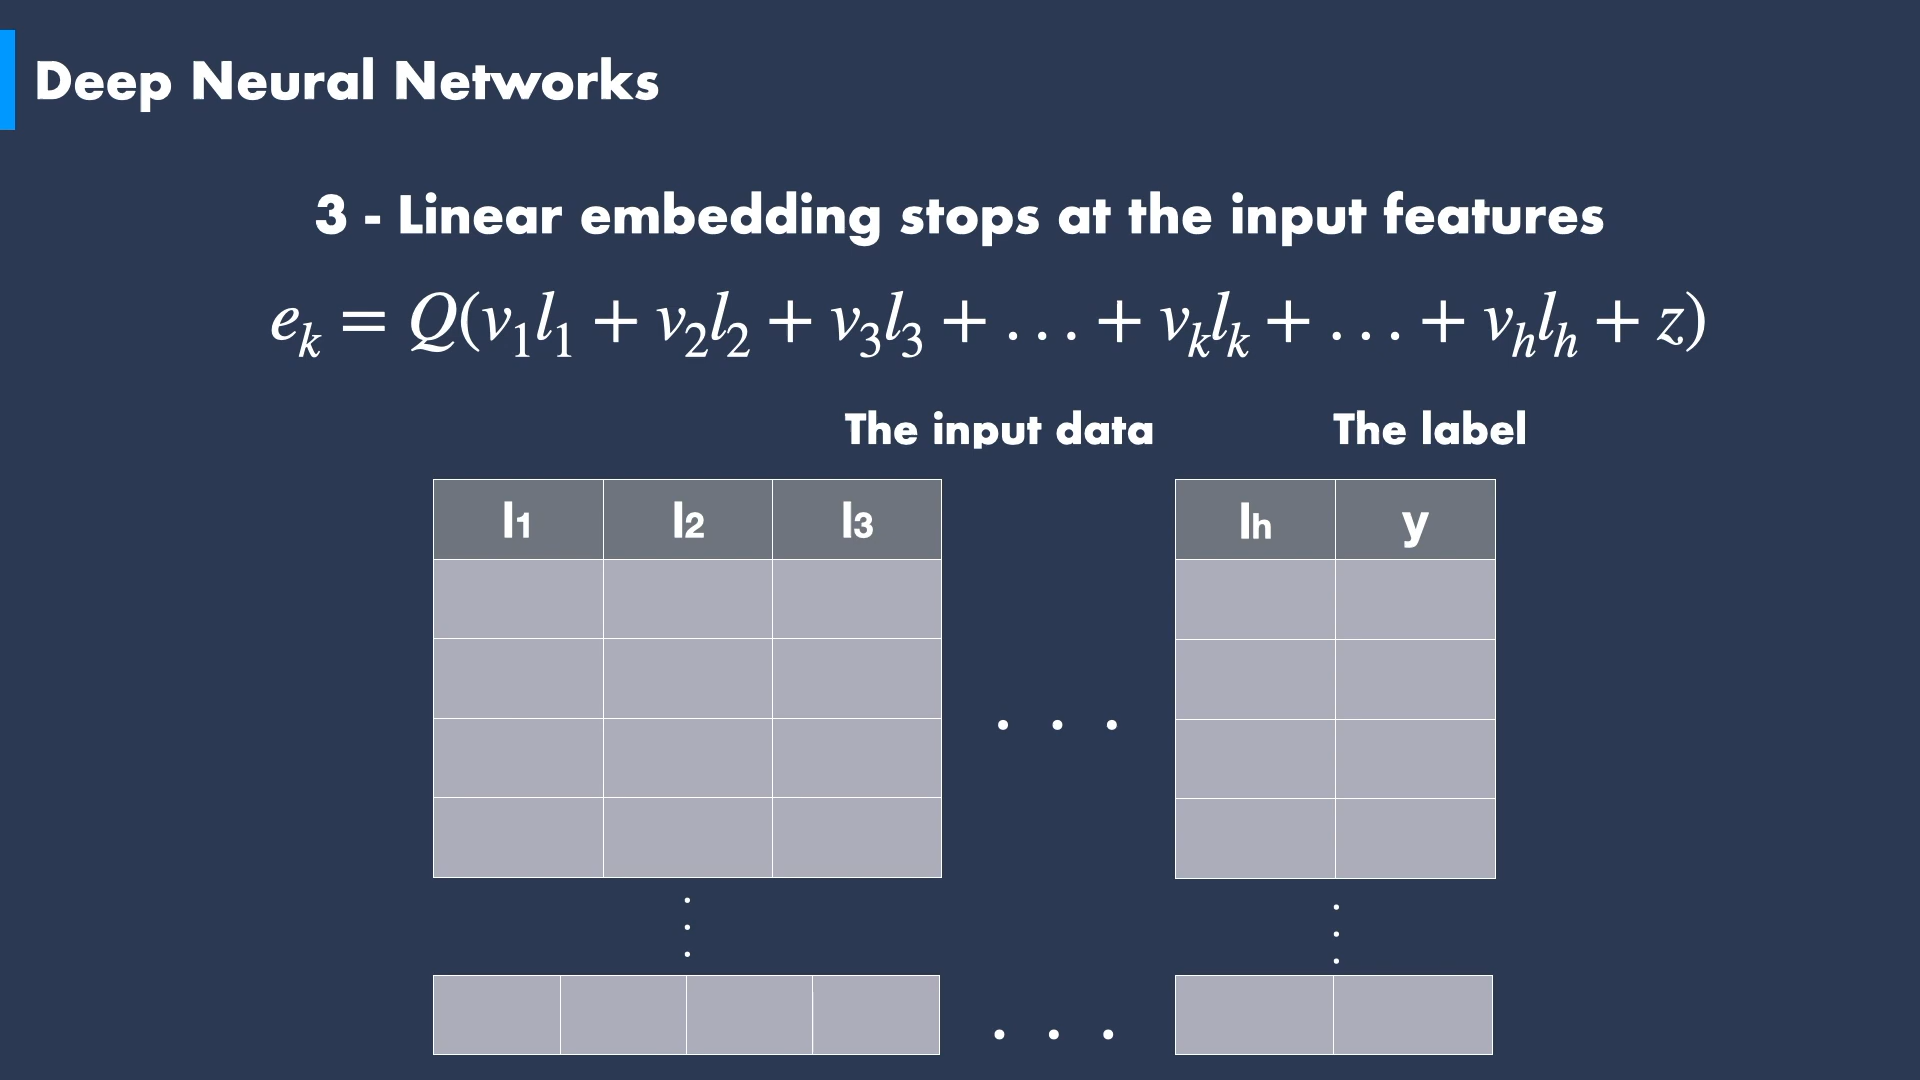 Deep Neural Networks
3 - Linear embedding stops at the input features
e_k = Q(v_1l_1 + v_2l_2 + v_3l_3 + . . . + v_kl_k + . . . + v_hl_h + z)
The input data The label
l1 l2 l3 lh y
. . .
. . .